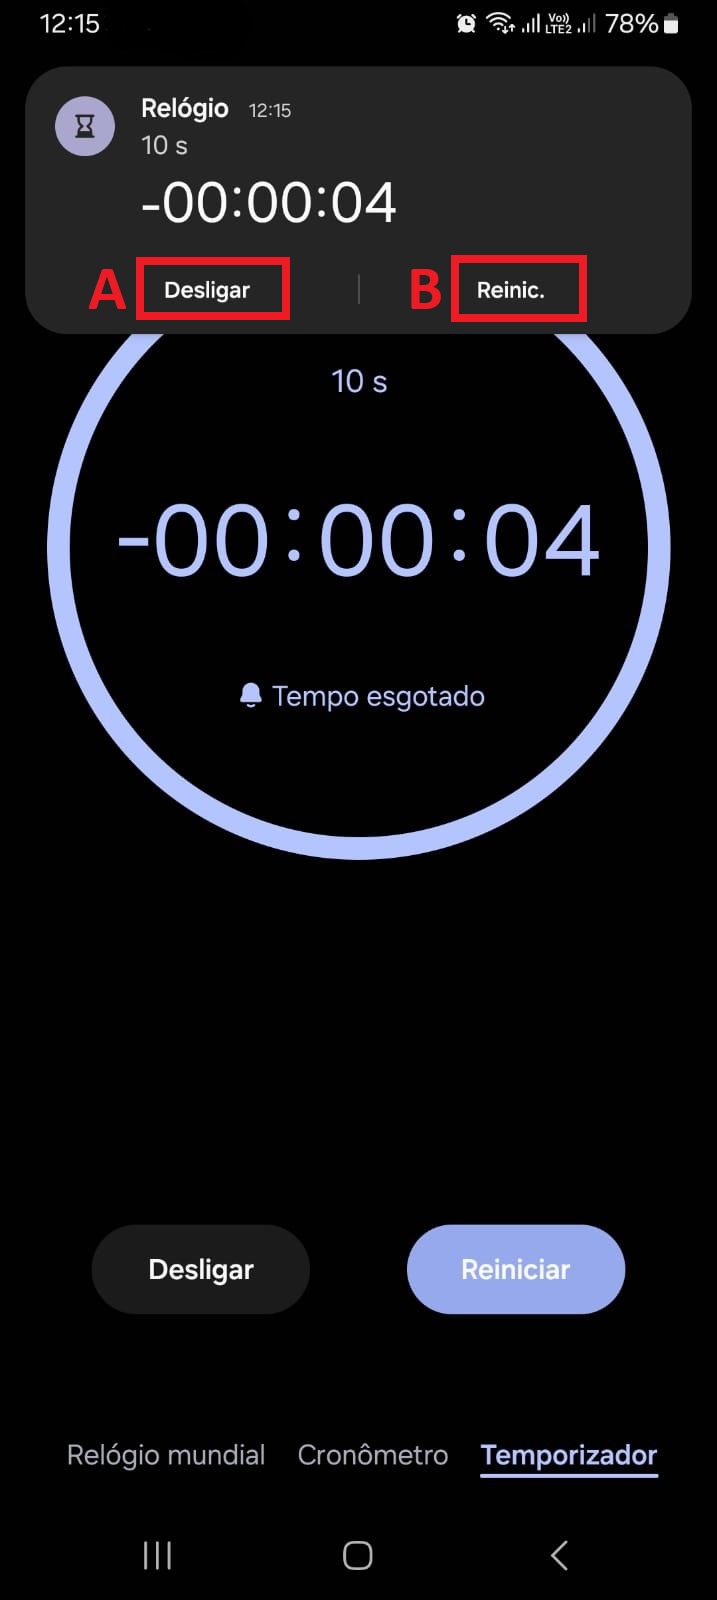 12:15 Vo)) LTE2 78%
Relógio 12:15
10 s
-00:00:04
A Desligar B Reinic.
10 s
-00:00:04
Tempo esgotado
Desligar Reiniciar
Relógio mundial Cronômetro Temporizador